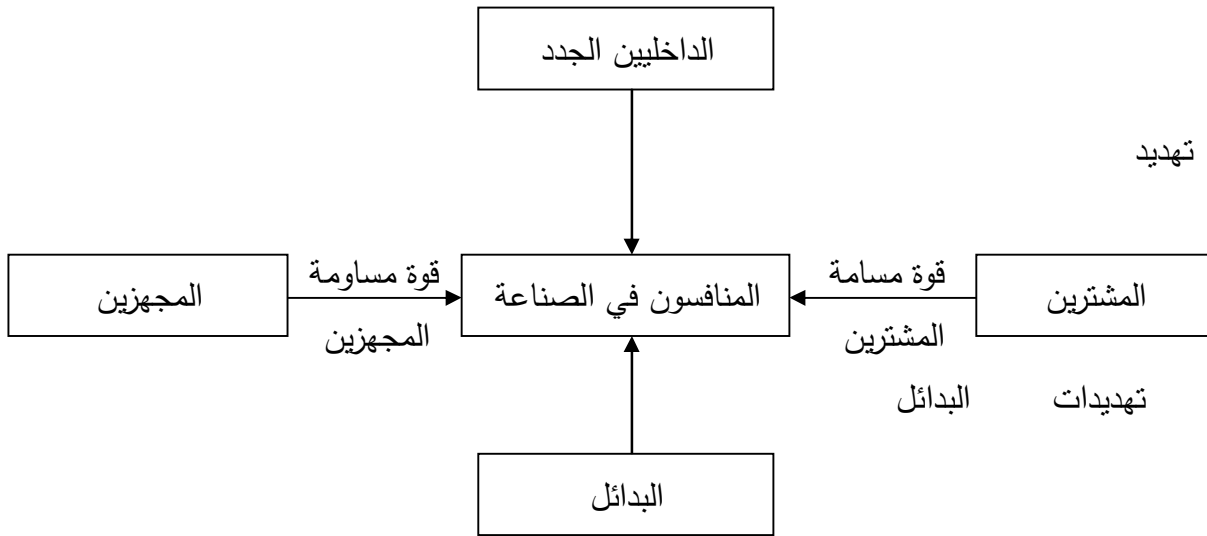 الداخليين الجدد
تهديد
المشترين
قوة مسامة
المشترين
المنافسون في الصناعة
قوة مساومة
المجهزين
المجهزين
تهديدات البدائل
البدائل